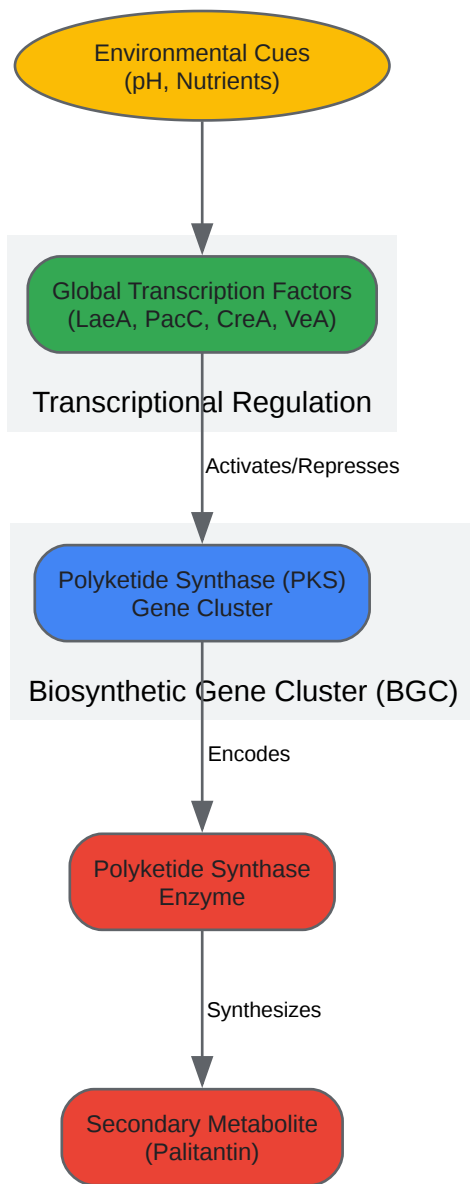 Environmental Cues
(pH, Nutrients)
Global Transcription Factors
(LaeA, PacC, CreA, VeA)
Transcriptional Regulation
Activates/Represses
Polyketide Synthase (PKS)
Gene Cluster
Biosynthetic Gene Cluster (BGC)
Encodes
Polyketide Synthase
Enzyme
Synthesizes
Secondary Metabolite
(Palitantin)